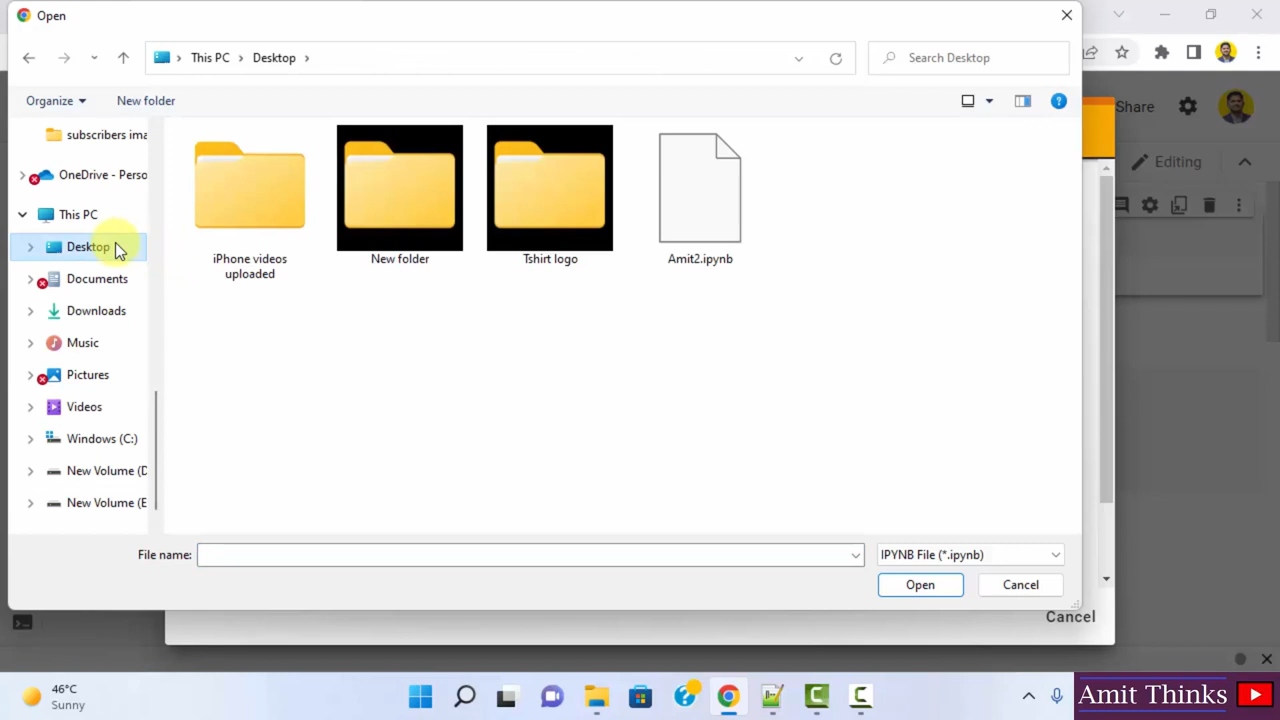 Open
This PC
Desktop
Search Desktop
Organize
New folder
Share
subscribers ima
OneDrive - Perso
This PC
Desktop
Documents
Downloads
Music
Pictures
Videos
Windows (C:)
New Volume (D
New Volume (E
iPhone videos
uploaded
New folder
Tshirt logo
Amit2.ipynb
Editing
File name:
IPYNB File (*.ipynb)
Open
Cancel
Cancel
46°C
Sunny
Amit Thinks